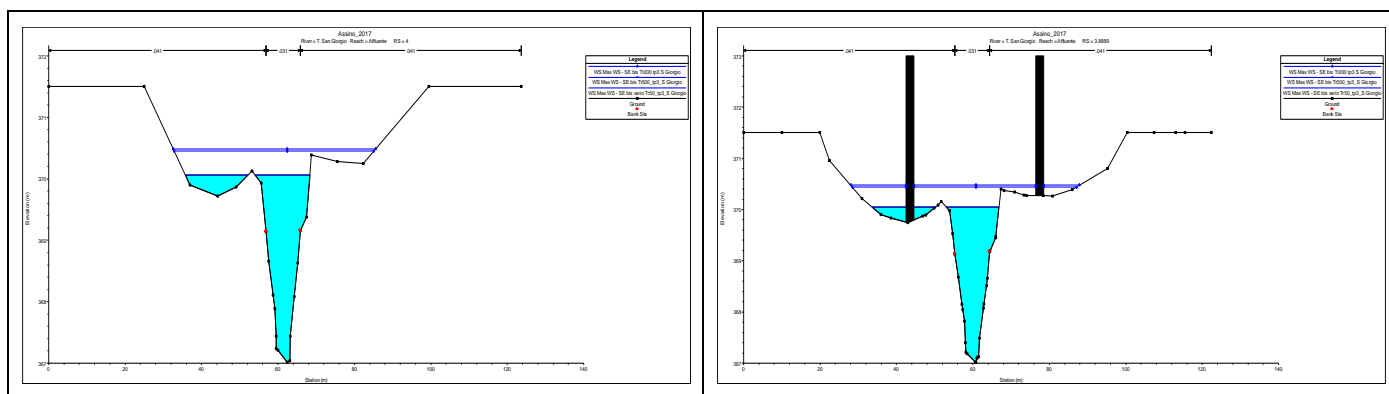 Assino_2017
River = T. San Giorgio Reach = Affluente RS = 4
.041
.031
.041
Legend
WS Max WS - SE bis Tr200 tp3 S Giorgio
WS Max WS - SE bis Tr500_tp3_S Giorgio
WS Max WS - SE bis vario Tr50_tp3_S Giorgio
Ground
Bank Sta
372
371
370
369
368
367
Elevation (m)
0 20 40 60 80 100 120 140
Station (m)
Assino_2017
River = T. San Giorgio Reach = Affluente RS = 3.8889
.041
.031
.041
Legend
WS Max WS - SE bis Tr200 tp3 S Giorgio
WS Max WS - SE bis Tr500_tp3_S Giorgio
WS Max WS - SE bis vario Tr50_tp3_S Giorgio
Ground
Bank Sta
373
372
371
370
369
368
367
Elevation (m)
0 20 40 60 80 100 120 140
Station (m)